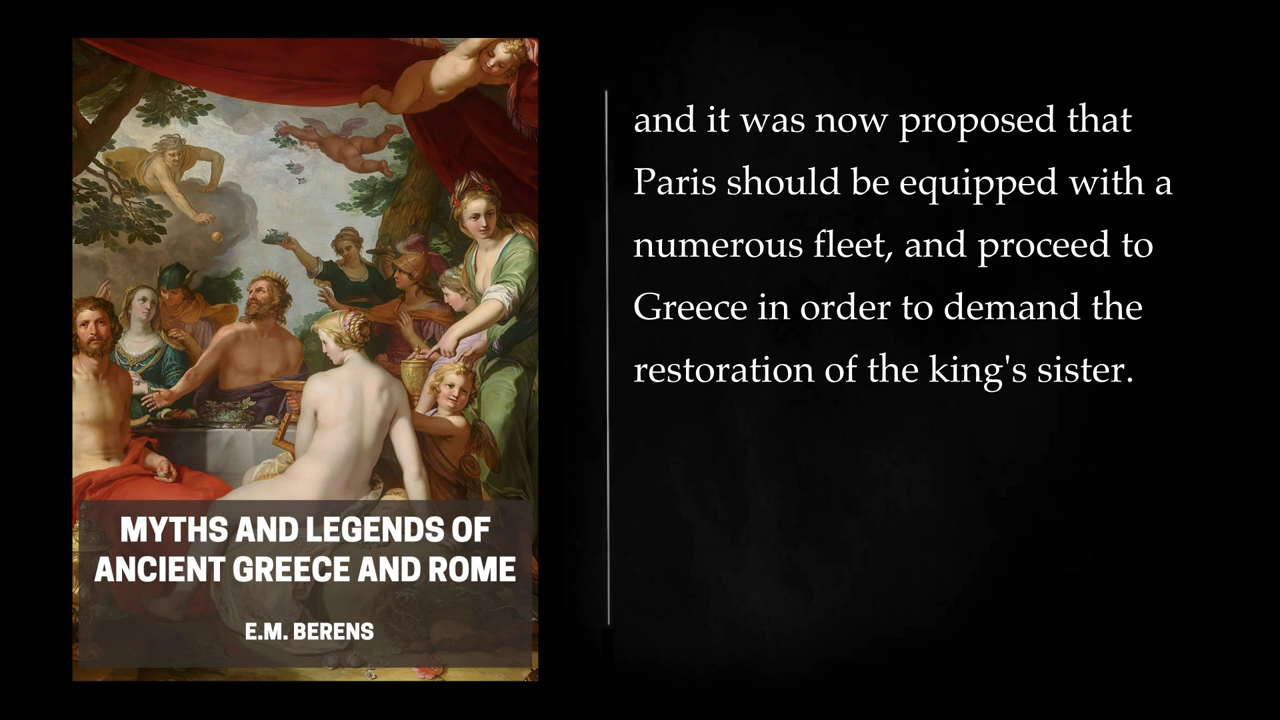 MYTHS AND LEGENDS OF
ANCIENT GREECE AND ROME
E.M. BERENS
and it was now proposed that
Paris should be equipped with a
numerous fleet, and proceed to
Greece in order to demand the
restoration of the king's sister.